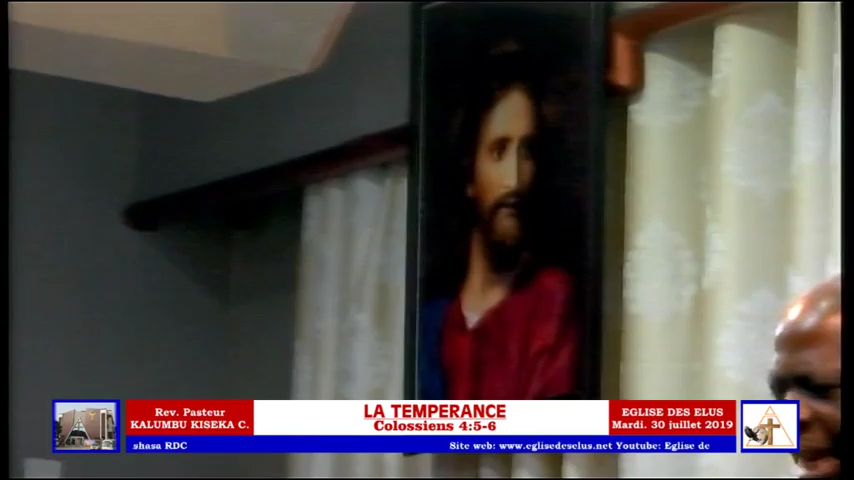 Rev. Pasteur
KALUMBU KISEKA C.
LA TEMPERANCE
Colossiens 4:5-6
EGLISE DES ELUS
Mardi. 30 juillet 2019
shasa RDC
Site web: www.eglisedeselus.net Youtube: Eglise de